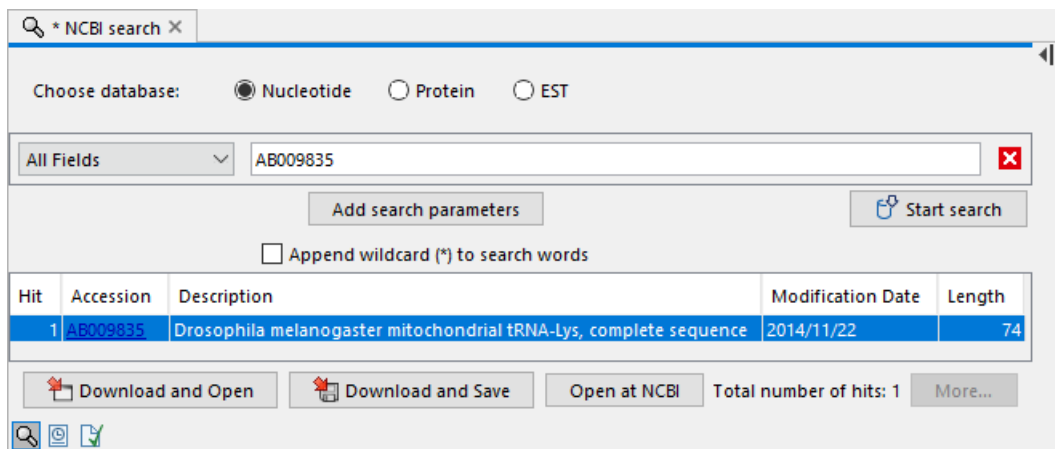 * NCBI search
Choose database: Nucleotide Protein EST
All Fields AB009835
Add search parameters Start search
Append wildcard (*) to search words
Hit Accession Description Modification Date Length
1 AB009835 Drosophila melanogaster mitochondrial tRNA-Lys, complete sequence 2014/11/22 74
Download and Open Download and Save Open at NCBI Total number of hits: 1 More...